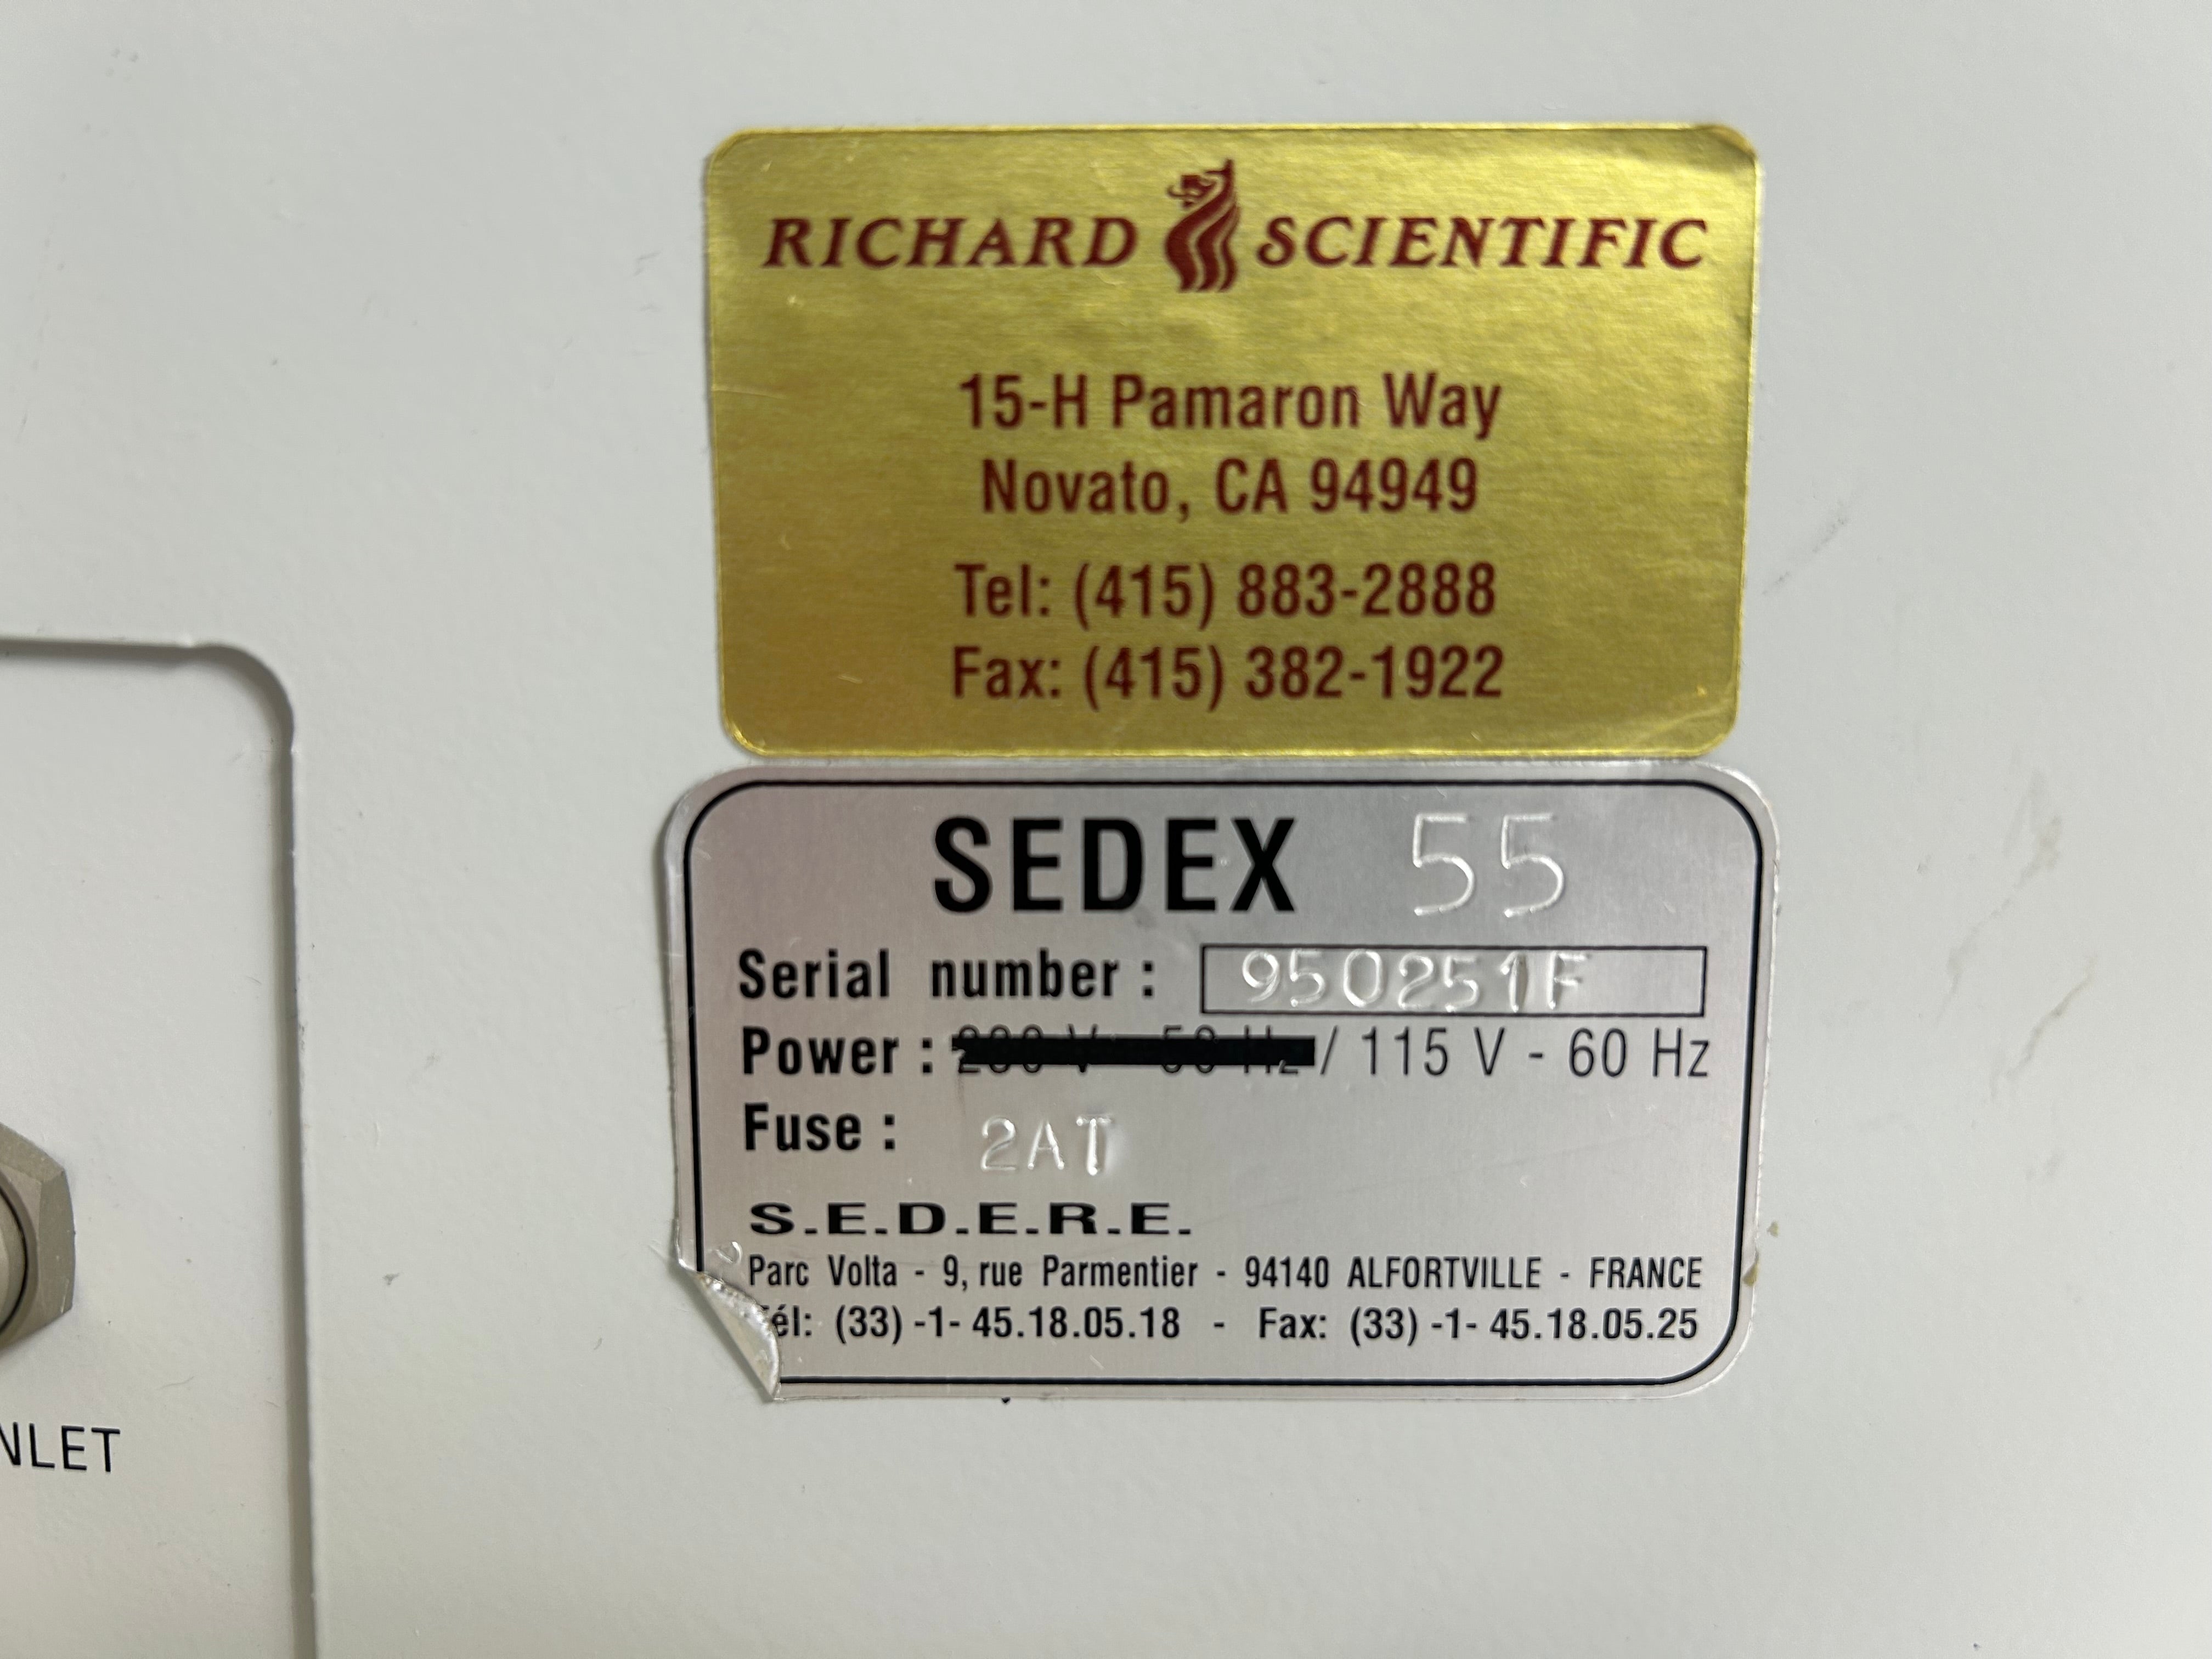 RICHARD SCIENTIFIC
15-H Pamaron Way
Novato, CA 94949
Tel: (415) 883-2888
Fax: (415) 382-1922
SEDEX 55
Serial number : 950251F
Power : / 115 V - 60 Hz
Fuse : 2AT
S.E.D.E.R.E.
Parc Volta - 9, rue Parmentier - 94140 ALFORTVILLE - FRANCE
él: (33) -1- 45.18.05.18 - Fax: (33) -1- 45.18.05.25
NLET